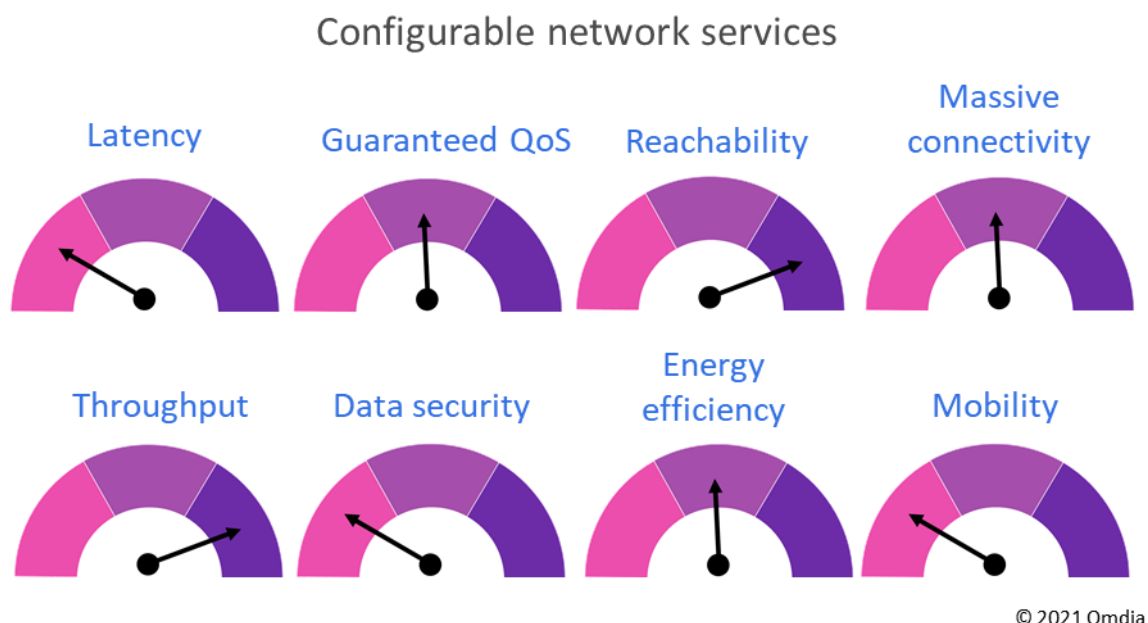 Configurable network services
Latency
Guaranteed QoS
Reachability
Massive
connectivity
Throughput
Data security
Energy
efficiency
Mobility
© 2021 Omdia